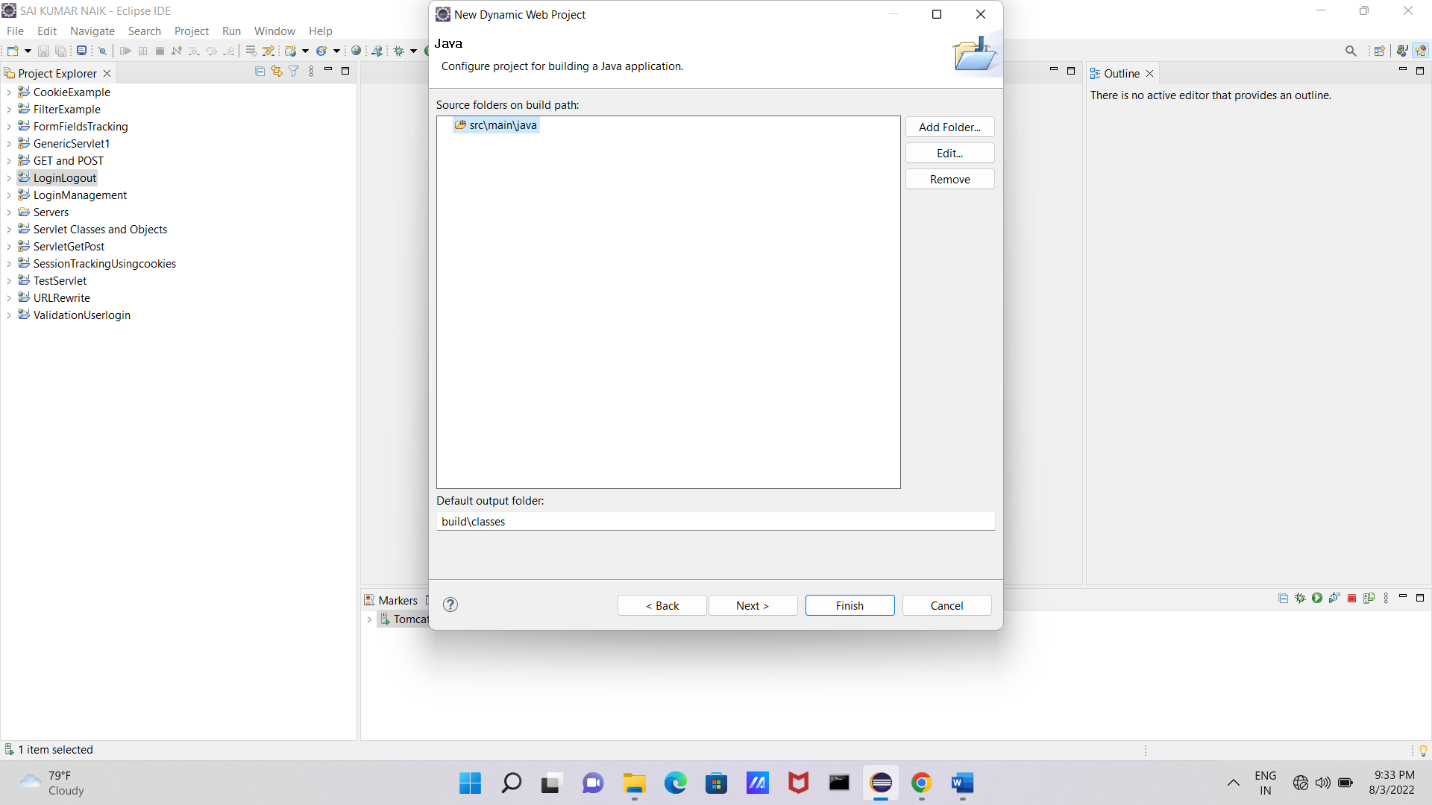 SAI KUMAR NAIK - Eclipse IDE
File Edit Navigate Search Project Run Window Help
Project Explorer
CookieExample
FilterExample
FormFieldsTracking
GenericServlet1
GET and POST
LoginLogout
LoginManagement
Servers
Servlet Classes and Objects
ServletGetPost
SessionTrackingUsingcookies
TestServlet
URLRewrite
ValidationUserlogin
New Dynamic Web Project
Java
Configure project for building a Java application.
Source folders on build path:
src\main\java
Add Folder...
Edit...
Remove
Default output folder:
build\classes
< Back Next > Finish Cancel
Outline
There is no active editor that provides an outline.
Markers
Tomcat
1 item selected
79°F
Cloudy
ENG
IN
9:33 PM
8/3/2022